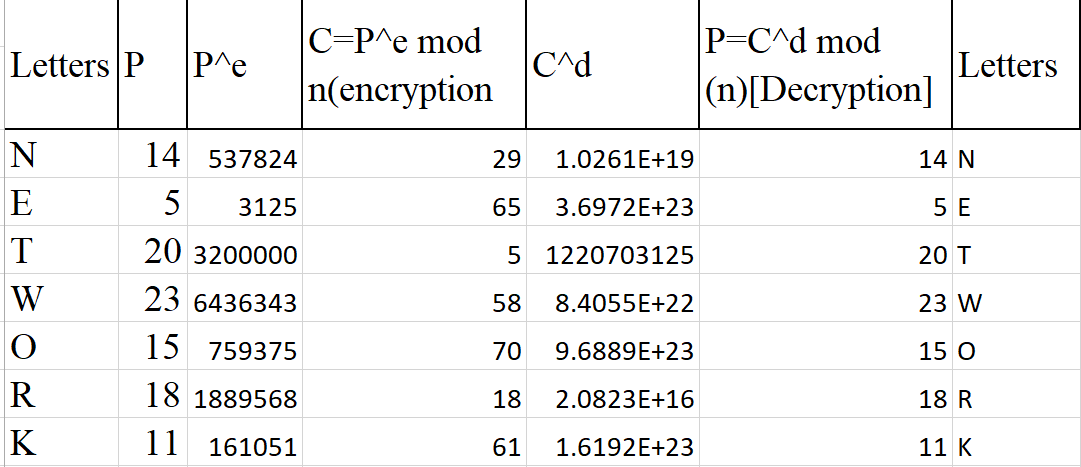 Letters P P^e C=P^e mod n(encryption C^d P=C^d mod (n)[Decryption] Letters
N 14 537824 29 1.0261E+19 14 N
E 5 3125 65 3.6972E+23 5 E
T 20 3200000 5 1220703125 20 T
W 23 6436343 58 8.4055E+22 23 W
O 15 759375 70 9.6889E+23 15 O
R 18 1889568 18 2.0823E+16 18 R
K 11 161051 61 1.6192E+23 11 K